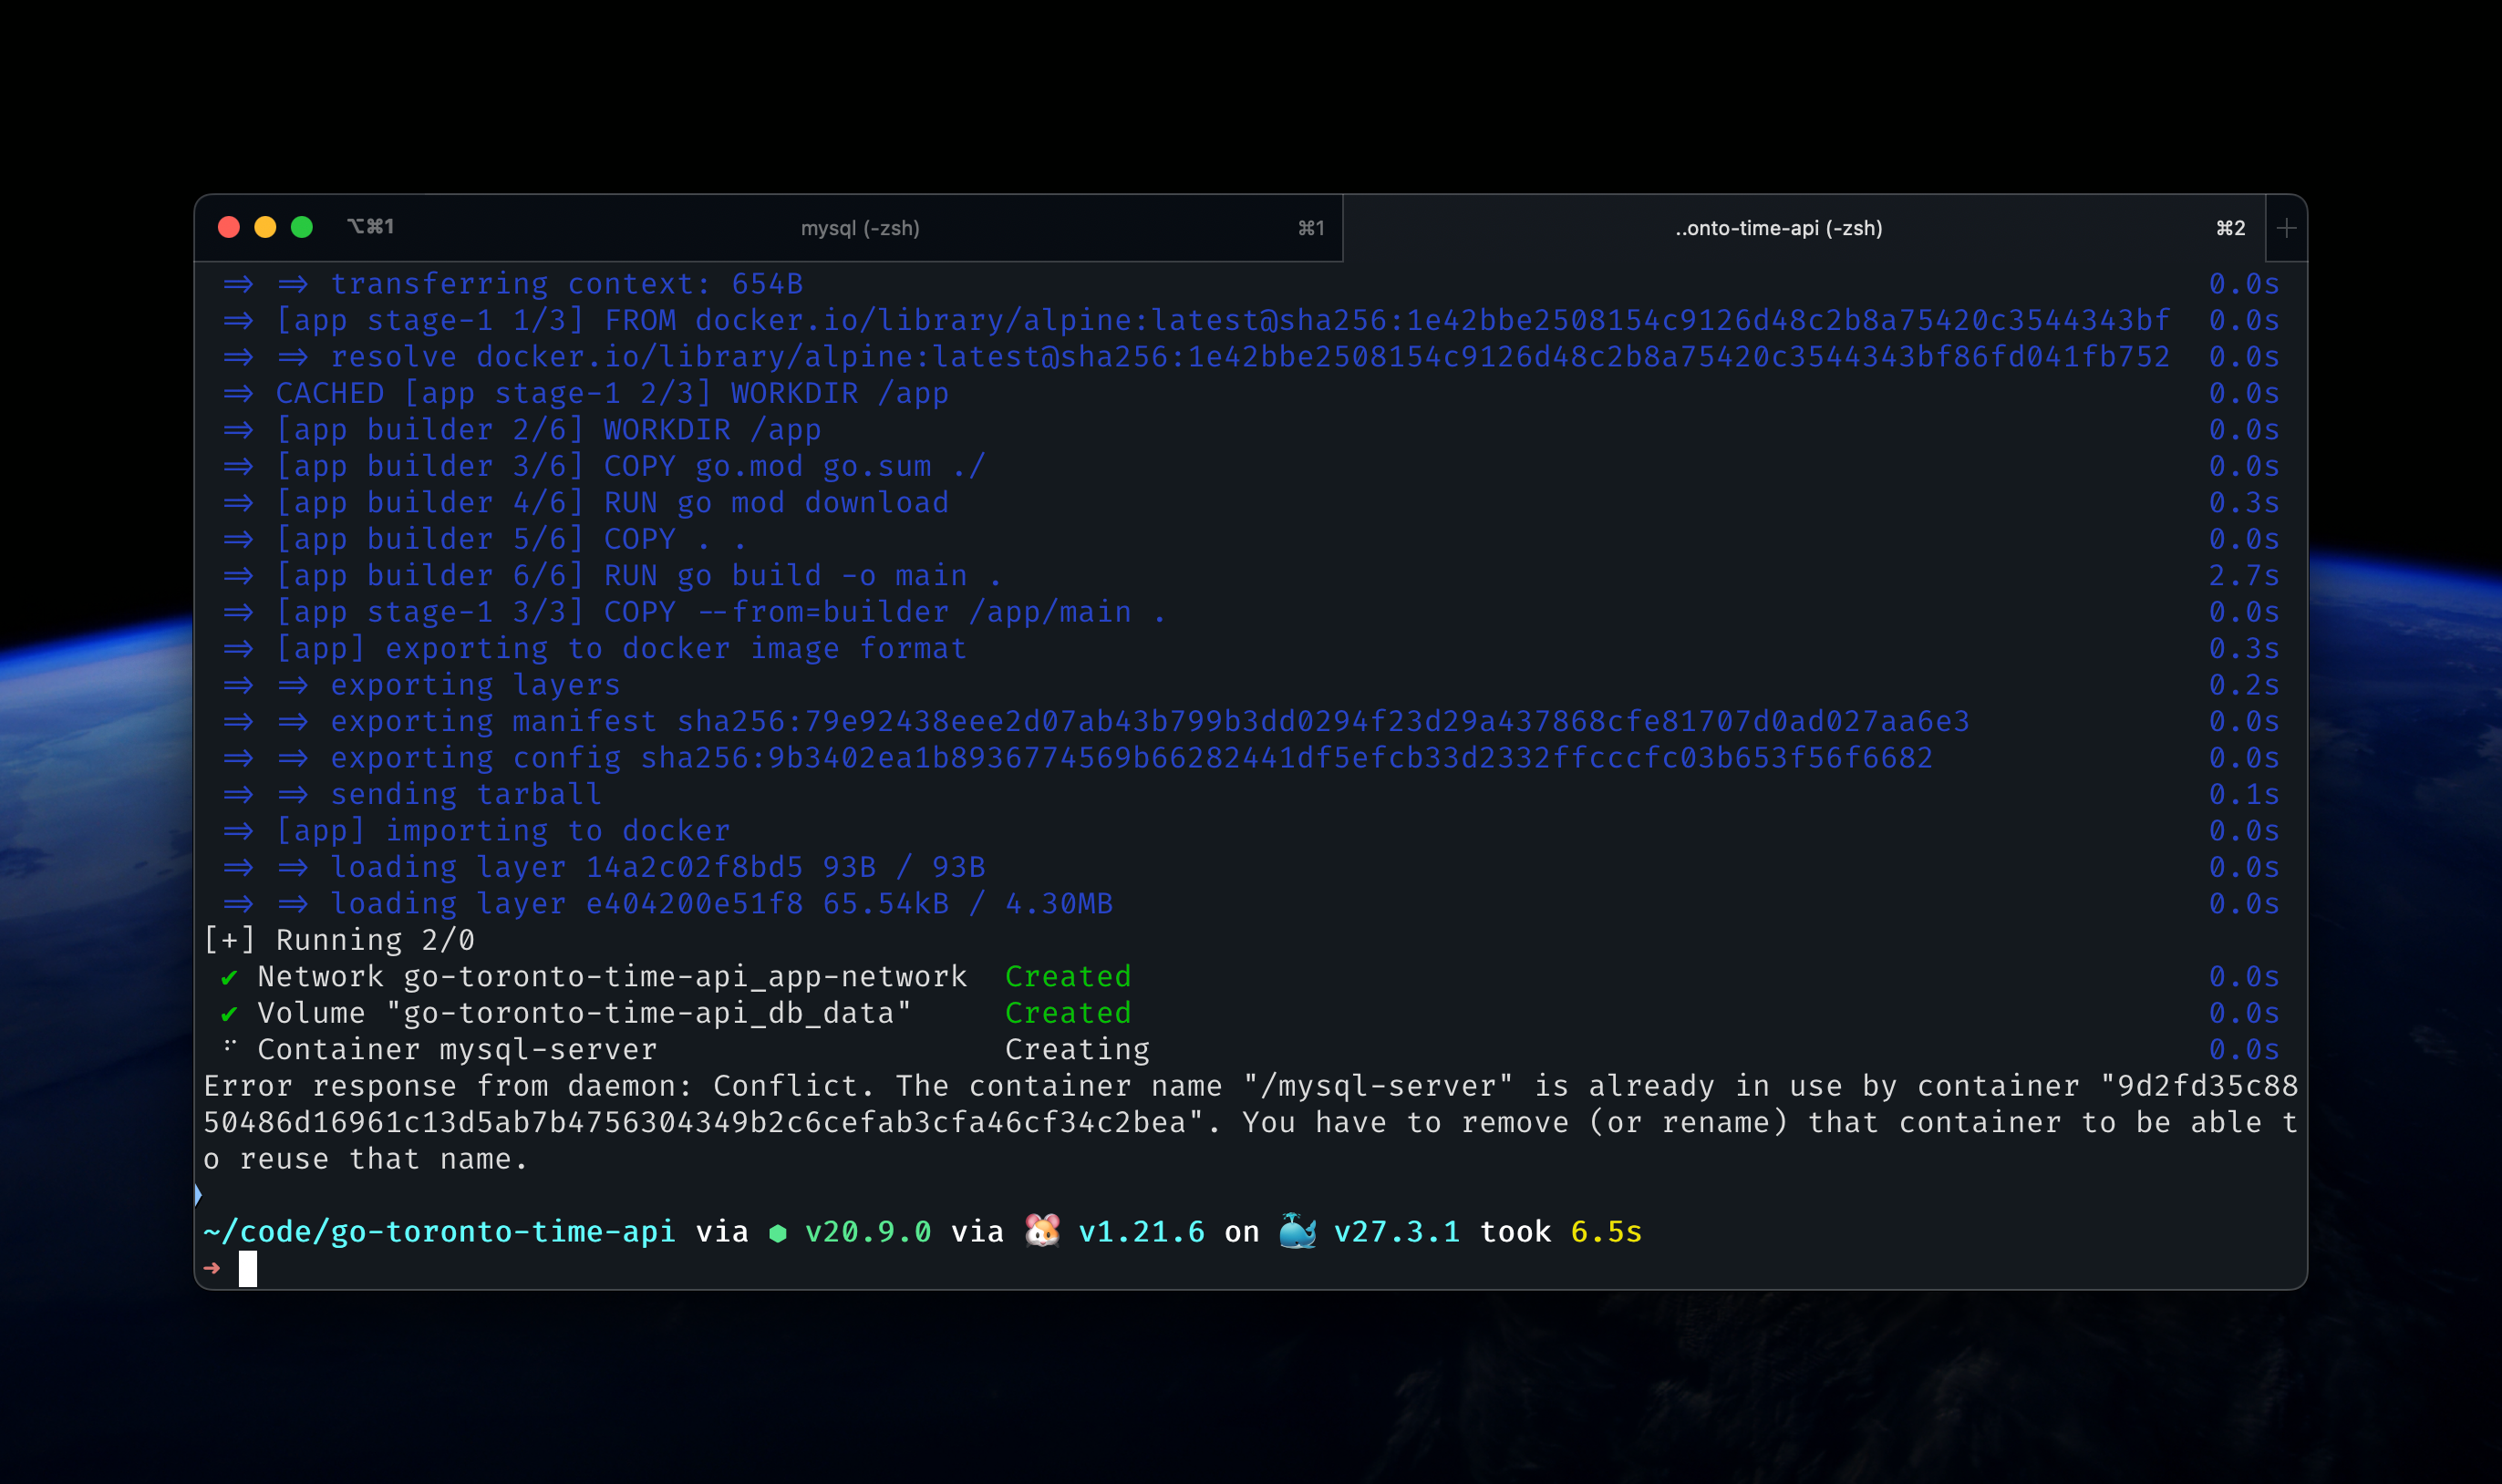 ⌥⌘1 mysql (-zsh) ⌘1 ..onto-time-api (-zsh) ⌘2 +
=> => transferring context: 654B 0.0s
=> [app stage-1 1/3] FROM docker.io/library/alpine:latest@sha256:1e42bbe2508154c9126d48c2b8a75420c3544343bf 0.0s
=> => resolve docker.io/library/alpine:latest@sha256:1e42bbe2508154c9126d48c2b8a75420c3544343bf86fd041fb752 0.0s
=> CACHED [app stage-1 2/3] WORKDIR /app 0.0s
=> [app builder 2/6] WORKDIR /app 0.0s
=> [app builder 3/6] COPY go.mod go.sum ./ 0.0s
=> [app builder 4/6] RUN go mod download 0.3s
=> [app builder 5/6] COPY . . 0.0s
=> [app builder 6/6] RUN go build -o main . 2.7s
=> [app stage-1 3/3] COPY --from=builder /app/main . 0.0s
=> [app] exporting to docker image format 0.3s
=> => exporting layers 0.2s
=> => exporting manifest sha256:79e92438eee2d07ab43b799b3dd0294f23d29a437868cfe81707d0ad027aa6e3 0.0s
=> => exporting config sha256:9b3402ea1b8936774569b66282441df5efcb33d2332ffcccfc03b653f56f6682 0.0s
=> => sending tarball 0.1s
=> [app] importing to docker 0.0s
=> => loading layer 14a2c02f8bd5 93B / 93B 0.0s
=> => loading layer e404200e51f8 65.54kB / 4.30MB 0.0s
[+] Running 2/0
✔ Network go-toronto-time-api_app-network Created 0.0s
✔ Volume "go-toronto-time-api_db_data" Created 0.0s
⠋ Container mysql-server Creating 0.0s
Error response from daemon: Conflict. The container name "/mysql-server" is already in use by container "9d2fd35c88
50486d16961c13d5ab7b4756304349b2c6cefab3cfa46cf34c2bea". You have to remove (or rename) that container to be able t
o reuse that name.
~/code/go-toronto-time-api via ⬢ v20.9.0 via 🐹 v1.21.6 on 🐳 v27.3.1 took 6.5s
➜